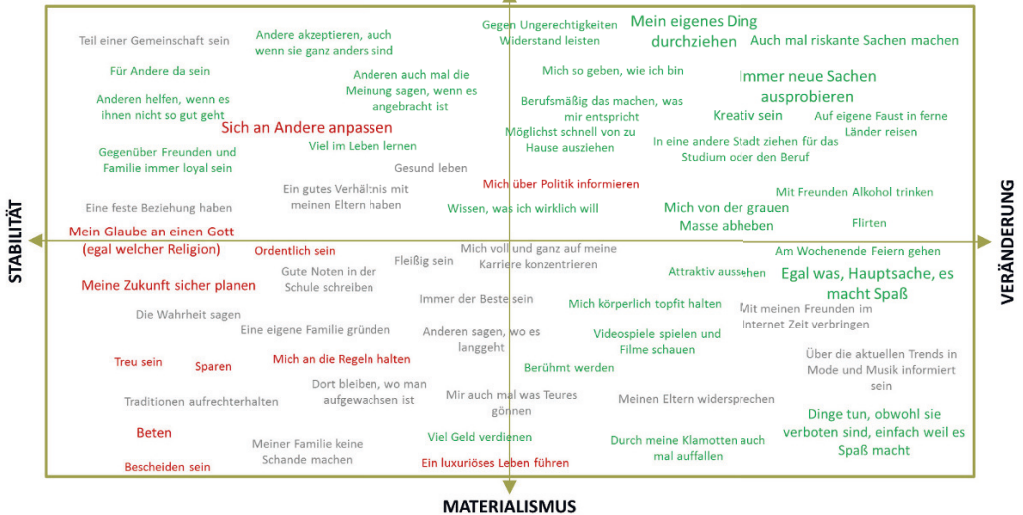 Teil einer Gemeinschaft sein
Andere akzeptieren, auch
wenn sie ganz anders sind
Gegen Ungerechtigkeiten
Widerstand leisten
Mein eigenes Ding
durchziehen
Auch mal riskante Sachen machen
Für Andere da sein
Anderen auch mal die
Meinung sagen, wenn es
angebracht ist
Mich so geben, wie ich bin
Immer neue Sachen
ausprobieren
Anderen helfen, wenn es
ihnen nicht so gut geht
Berufsmäßig das machen, was
mir entspricht
Kreativ sein
Auf eigene Faust in ferne
Länder reisen
Sich an Andere anpassen
Viel im Leben lernen
Möglichst schnell von zu
Hause ausziehen
In eine andere Stadt ziehen für das
Studium oder den Beruf
Gegenüber Freunden und
Familie immer loyal sein
Gesund leben
Ein gutes Verhältnis mit
meinen Eltern haben
Mich über Politik informieren
Mit Freunden Alkohol trinken
Eine feste Beziehung haben
Wissen, was ich wirklich will
Mich von der grauen
Masse abheben
Flirten
STABILITÄT
VERÄNDERUNG
Mein Glaube an einen Gott
(egal welcher Religion)
Ordentlich sein
Fleißig sein
Mich voll und ganz auf meine
Karriere konzentrieren
Am Wochenende Feiern gehen
Meine Zukunft sicher planen
Gute Noten in der
Schule schreiben
Attraktiv aussehen
Egal was, Hauptsache, es
macht Spaß
Die Wahrheit sagen
Immer der Beste sein
Mich körperlich topfit halten
Mit meinen Freunden im
Internet Zeit verbringen
Eine eigene Familie gründen
Anderen sagen, wo es
langgeht
Videospiele spielen und
Filme schauen
Treu sein
Sparen
Mich an die Regeln halten
Berühmt werden
Über die aktuellen Trends in
Mode und Musik informiert
sein
Traditionen aufrechterhalten
Dort bleiben, wo man
aufgewachsen ist
Mir auch mal was Teures
gönnen
Meinen Eltern widersprechen
Beten
Meiner Familie keine
Schande machen
Viel Geld verdienen
Durch meine Klamotten auch
mal auffallen
Dinge tun, obwohl sie
verboten sind, einfach weil es
Spaß macht
Bescheiden sein
Ein luxuriöses Leben führen
MATERIALISMUS